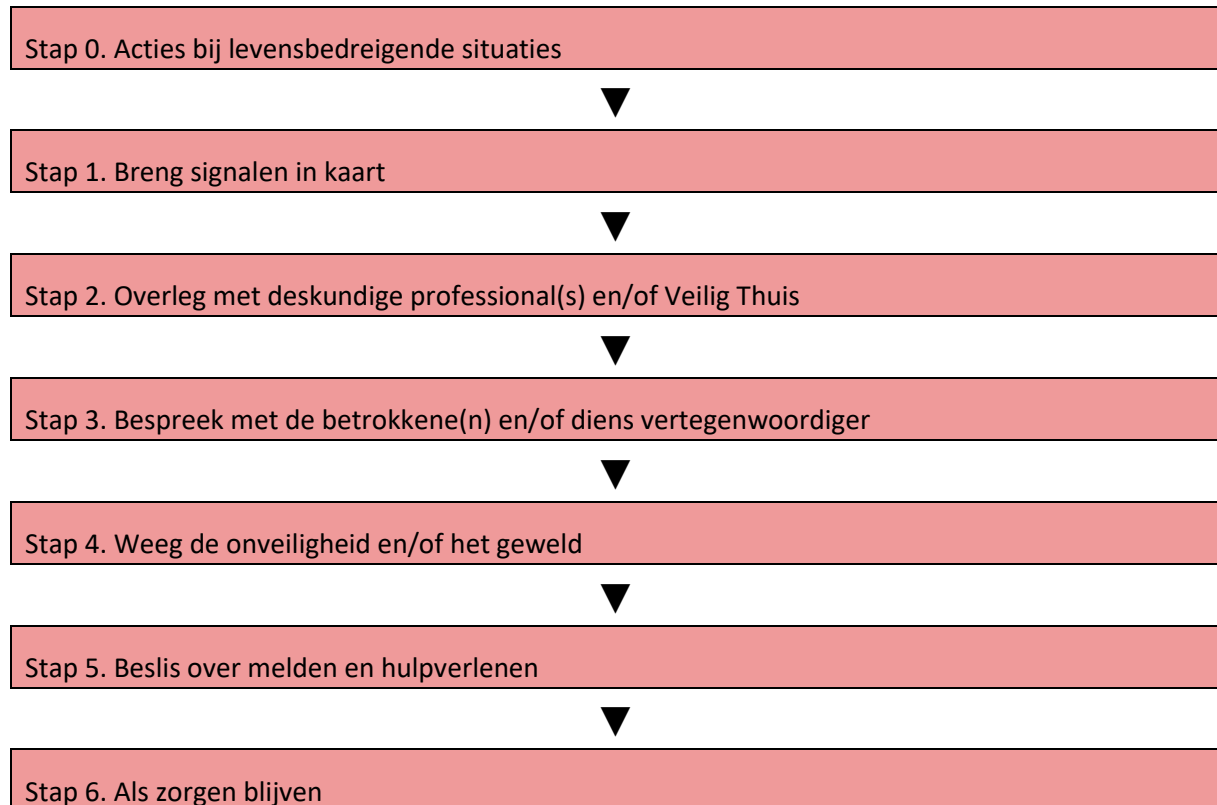 Stap 0. Acties bij levensbedreigende situaties
Stap 1. Breng signalen in kaart
Stap 2. Overleg met deskundige professional(s) en/of Veilig Thuis
Stap 3. Bespreek met de betrokkene(n) en/of diens vertegenwoordiger
Stap 4. Weeg de onveiligheid en/of het geweld
Stap 5. Beslis over melden en hulpverlenen
Stap 6. Als zorgen blijven